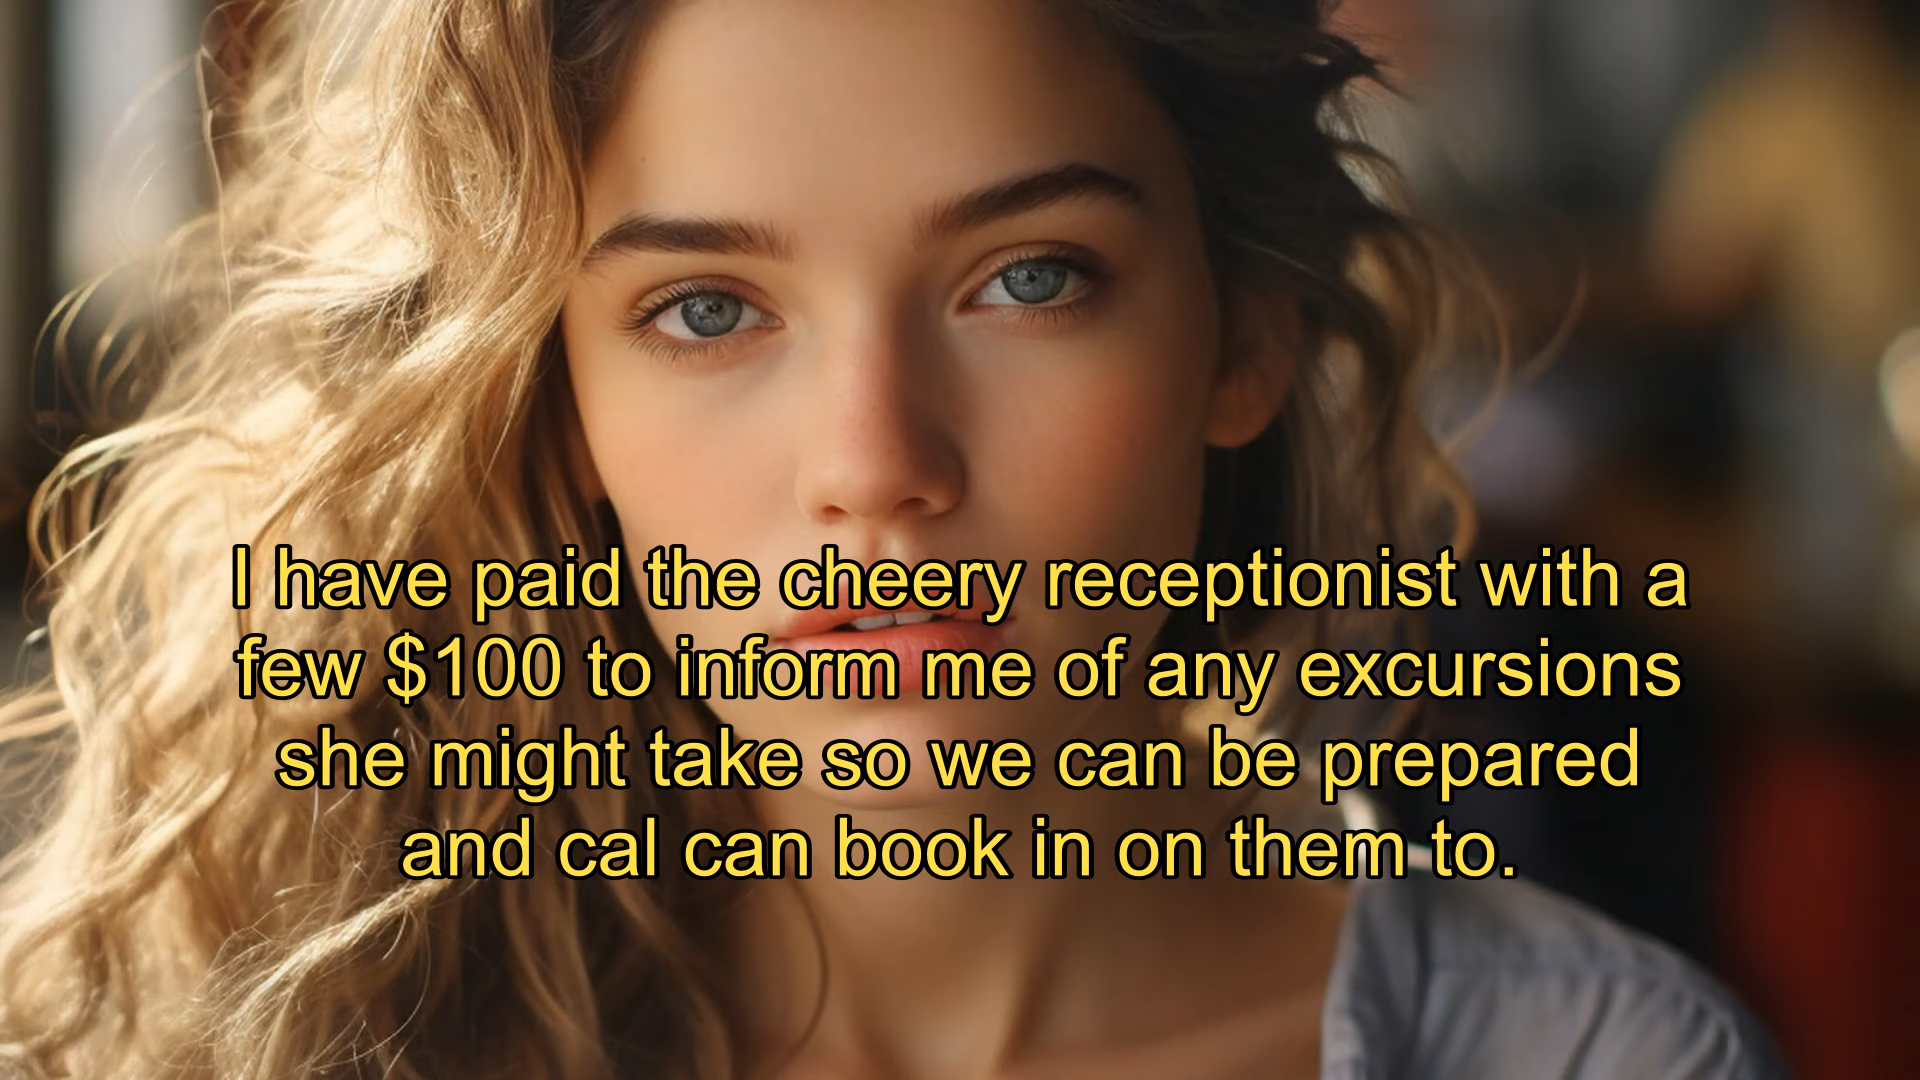 I have paid the cheery receptionist with a
few $100 to inform me of any excursions
she might take so we can be prepared
and cal can book in on them to.